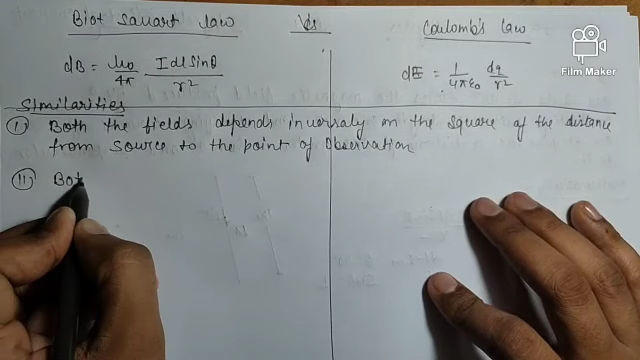 Biot Savart law Vs Coulomb's Law
dB = μ0/4π Idl Sinθ/r2 dE = 1/4πε0 dq/r2
Film Maker
Similarities
(i) Both the fields depends inversaly on the square of the distance
from source to the point of Observation
(ii) Bot